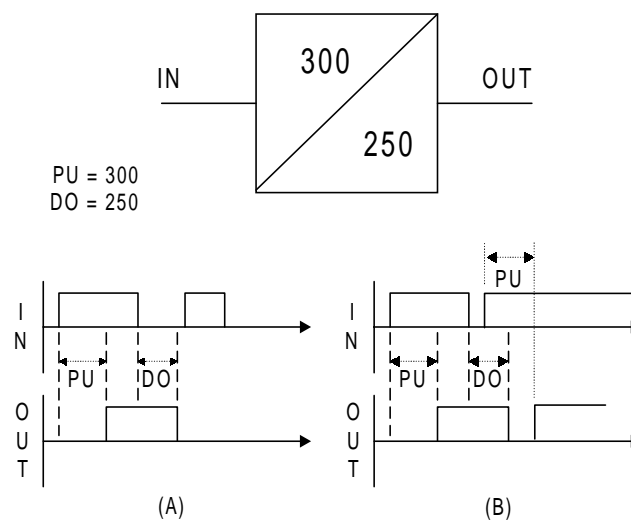 300
IN OUT
250
PU = 300
DO = 250
PU
I I
N N
PU DO PU DO
O O
U U
T T
(A) (B)